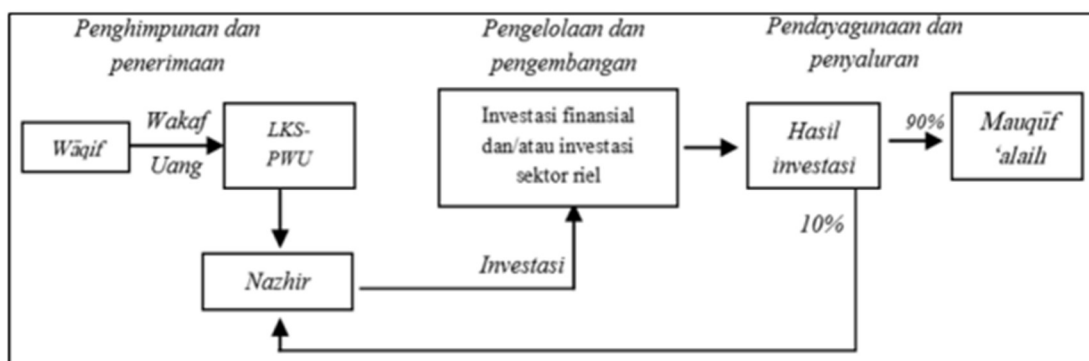 Penghimpunan dan
penerimaan
Pengelolaan dan
pengembangan
Pendayagunaan dan
penyaluran
Wāqif
Wakaf
Uang
LKS-
PWU
Nazhir
Investasi
Investasi finansial
dan/atau investasi
sektor riel
Hasil
investasi
90%
10%
Mauqūf
‘alaih